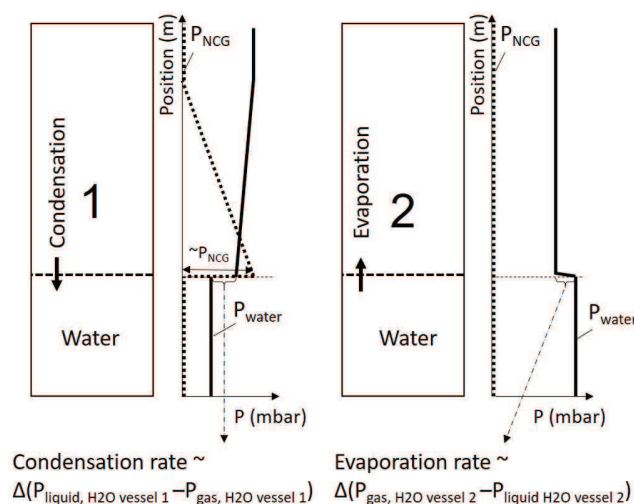 P_NCG
Position (m)
Condensation
1
~P_NCG
Water
P_water
P (mbar)
Condensation rate ~
Δ(P_liquid, H2O vessel 1 –P_gas, H2O vessel 1)
P_NCG
Position (m)
Evaporation
2
Water
P_water
P (mbar)
Evaporation rate ~
Δ(P_gas, H2O vessel 2 –P_liquid H2O vessel 2)